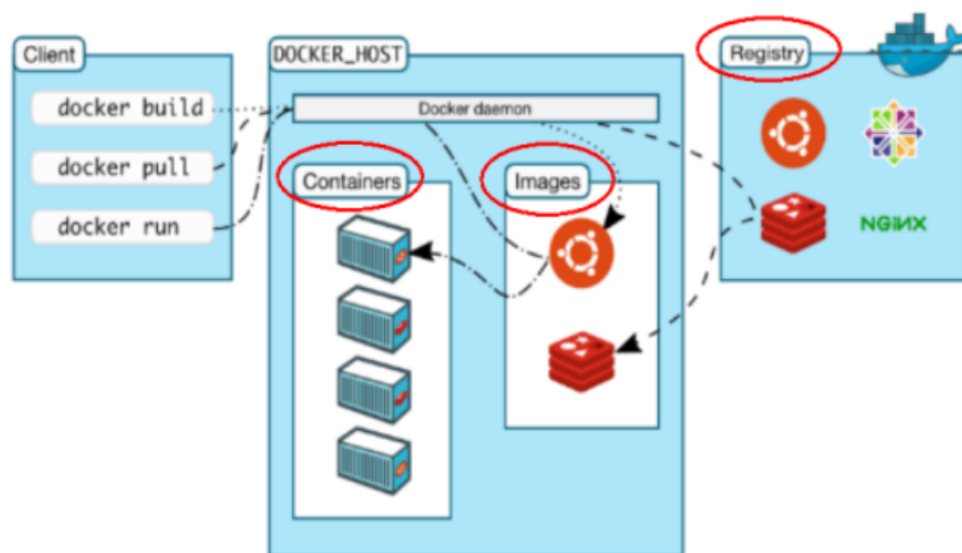 Client
docker build
docker pull
docker run
DOCKER_HOST
Docker daemon
Containers
Images
Registry
NGINX